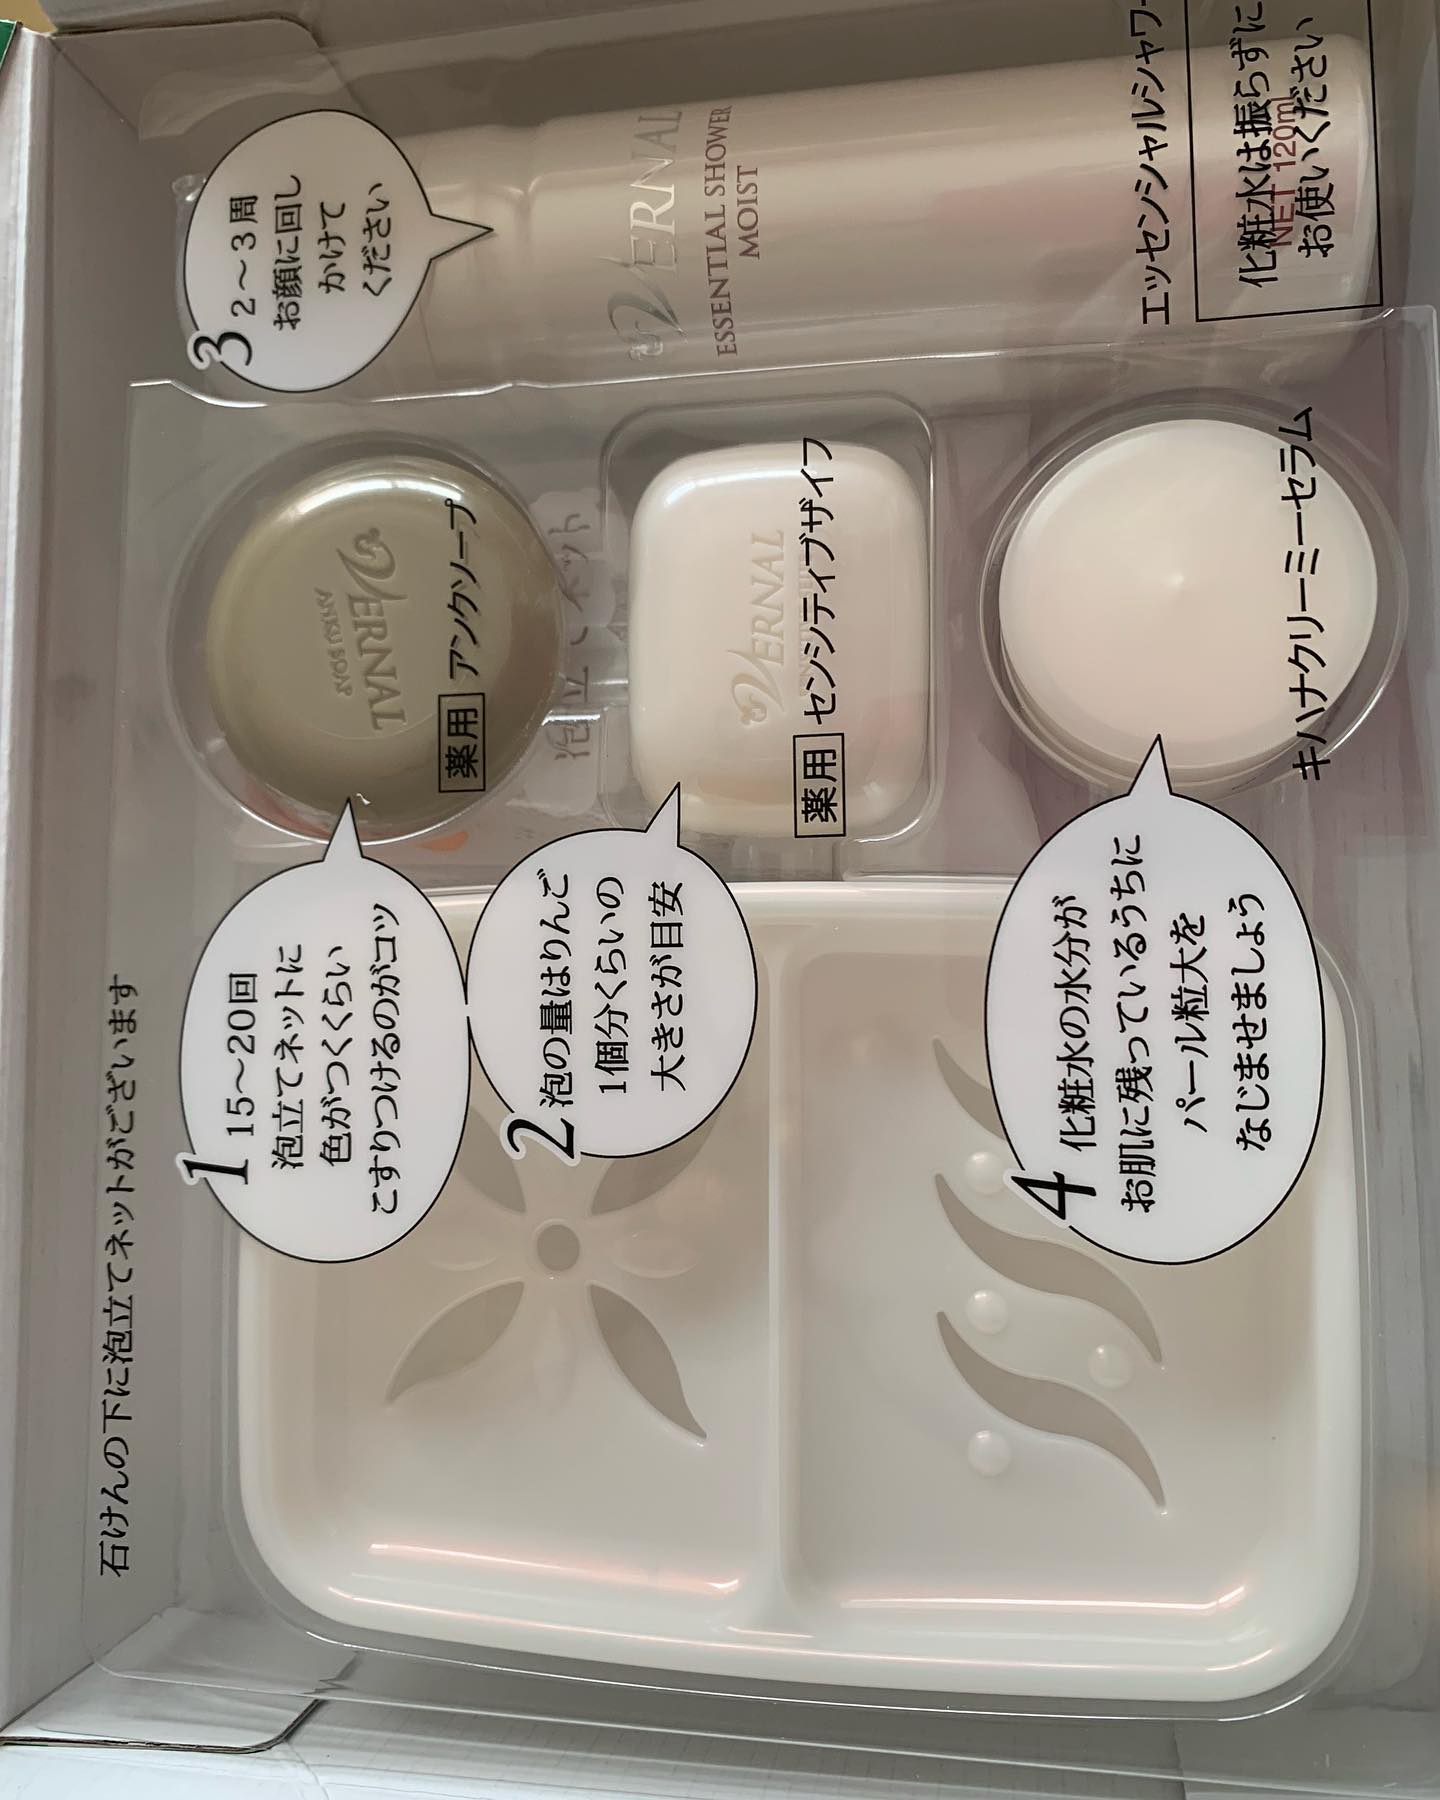 石けんの下に泡立てネットがございます
1
15〜20回
泡立てネットに
色がつくくらい
こすりつけるのがコツ
VERNAL
ANKU SOAP
薬用 アンクソープ
泡立てネット
2
泡の量はりんご
1個分くらいの
大きさが目安
VERNAL
薬用 センシティブザイフ
3
2〜3周
お顔に回し
かけて
ください
VERNAL
ESSENTIAL SHOWER
MOIST
NET 120mL
エッセンシャルシャワー
化粧水は振らずに
お使いください
4
化粧水の水分が
お肌に残っているうちに
パール粒大を
なじませましょう
キハナクリーミーセラム